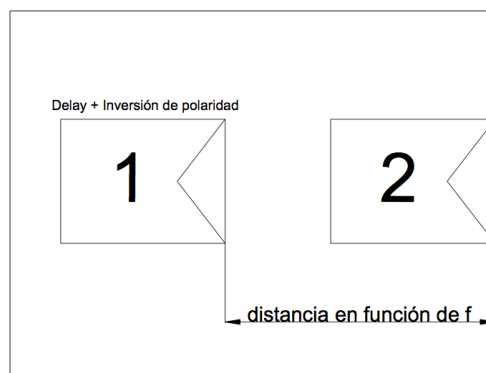 Delay + Inversión de polaridad
1
2
distancia en función de f